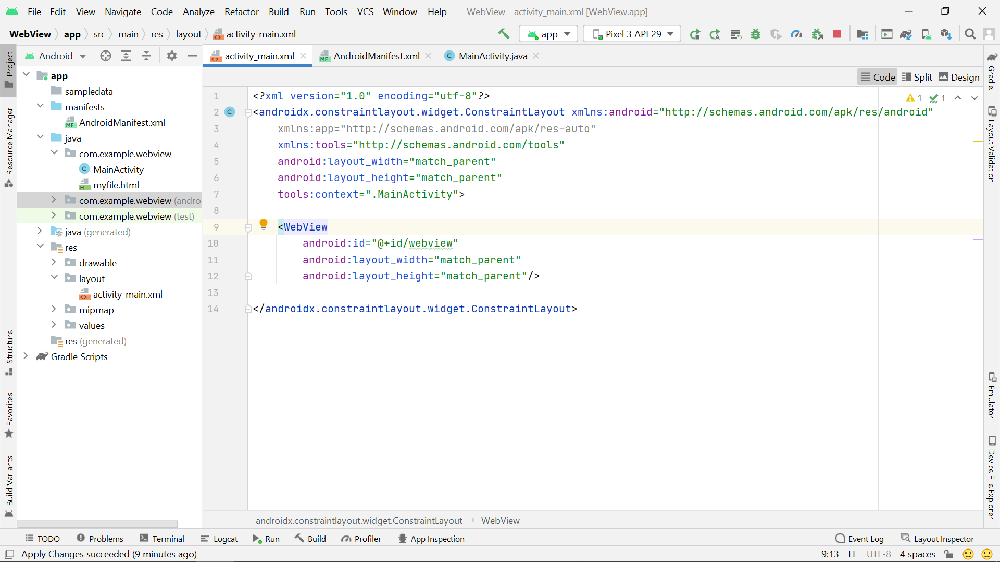 File Edit View Navigate Code Analyze Refactor Build Run Tools VCS Window Help WebView - activity_main.xml [WebView.app]
WebView app src main res layout activity_main.xml app Pixel 3 API 29
Android
activity_main.xml AndroidManifest.xml MainActivity.java
Code Split Design
Project
Resource Manager
Structure
Favorites
Build Variants
app
sampledata
manifests
AndroidManifest.xml
java
com.example.webview
MainActivity
myfile.html
com.example.webview (androi
com.example.webview (test)
java (generated)
res
drawable
layout
activity_main.xml
mipmap
values
res (generated)
Gradle Scripts
1 <?xml version="1.0" encoding="utf-8"?>
2 <androidx.constraintlayout.widget.ConstraintLayout xmlns:android="http://schemas.android.com/apk/res/android"
3 xmlns:app="http://schemas.android.com/apk/res-auto"
4 xmlns:tools="http://schemas.android.com/tools"
5 android:layout_width="match_parent"
6 android:layout_height="match_parent"
7 tools:context=".MainActivity">
8
9 <WebView
10 android:id="@+id/webview"
11 android:layout_width="match_parent"
12 android:layout_height="match_parent"/>
13
14 </androidx.constraintlayout.widget.ConstraintLayout>
1 1
Gradle
Layout Validation
Emulator
Device File Explorer
androidx.constraintlayout.widget.ConstraintLayout WebView
TODO Problems Terminal Logcat Run Build Profiler App Inspection Event Log Layout Inspector
Apply Changes succeeded (9 minutes ago) 9:13 LF UTF-8 4 spaces